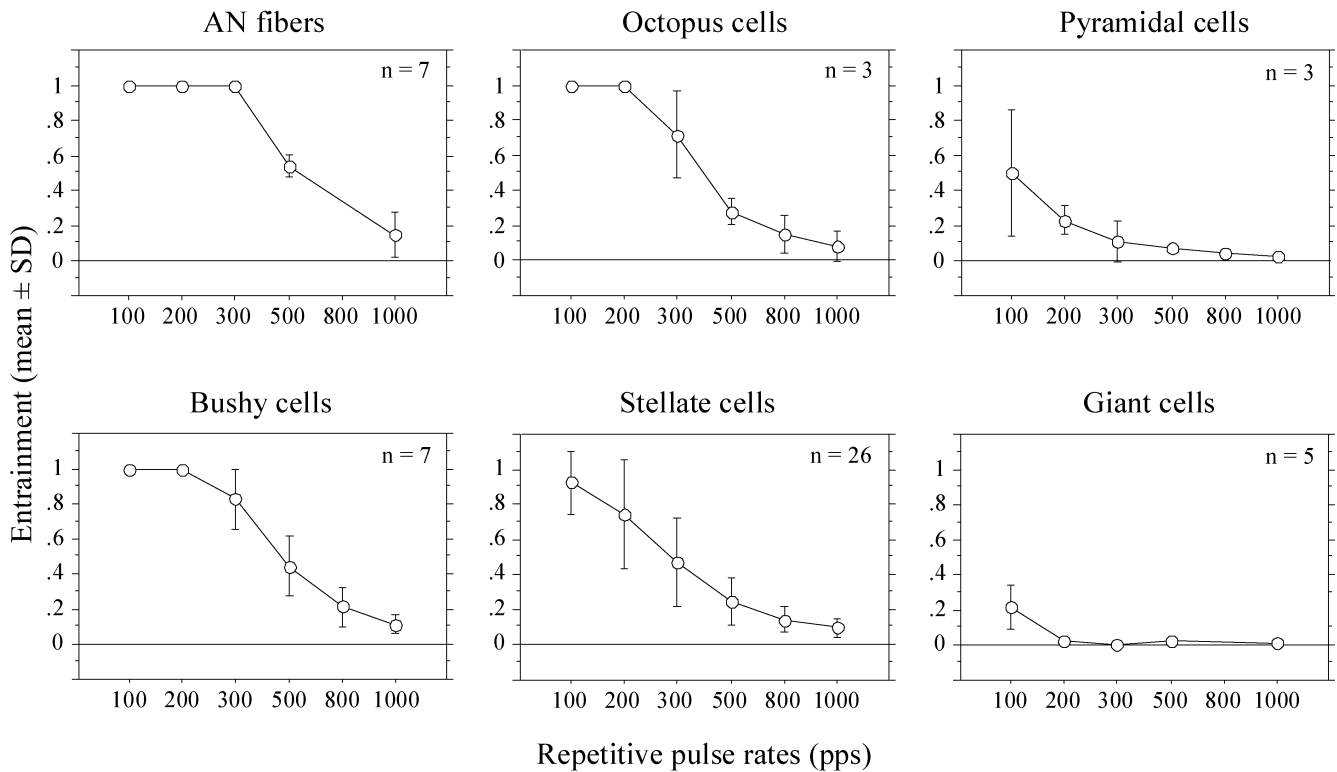 AN fibers
n = 7
1
.8
.6
.4
.2
0
100 200 300 500 800 1000
Octopus cells
n = 3
1
.8
.6
.4
.2
0
100 200 300 500 800 1000
Pyramidal cells
n = 3
1
.8
.6
.4
.2
0
100 200 300 500 800 1000
Entrainment (mean ± SD)
Bushy cells
n = 7
1
.8
.6
.4
.2
0
100 200 300 500 800 1000
Stellate cells
n = 26
1
.8
.6
.4
.2
0
100 200 300 500 800 1000
Giant cells
n = 5
1
.8
.6
.4
.2
0
100 200 300 500 800 1000
Repetitive pulse rates (pps)